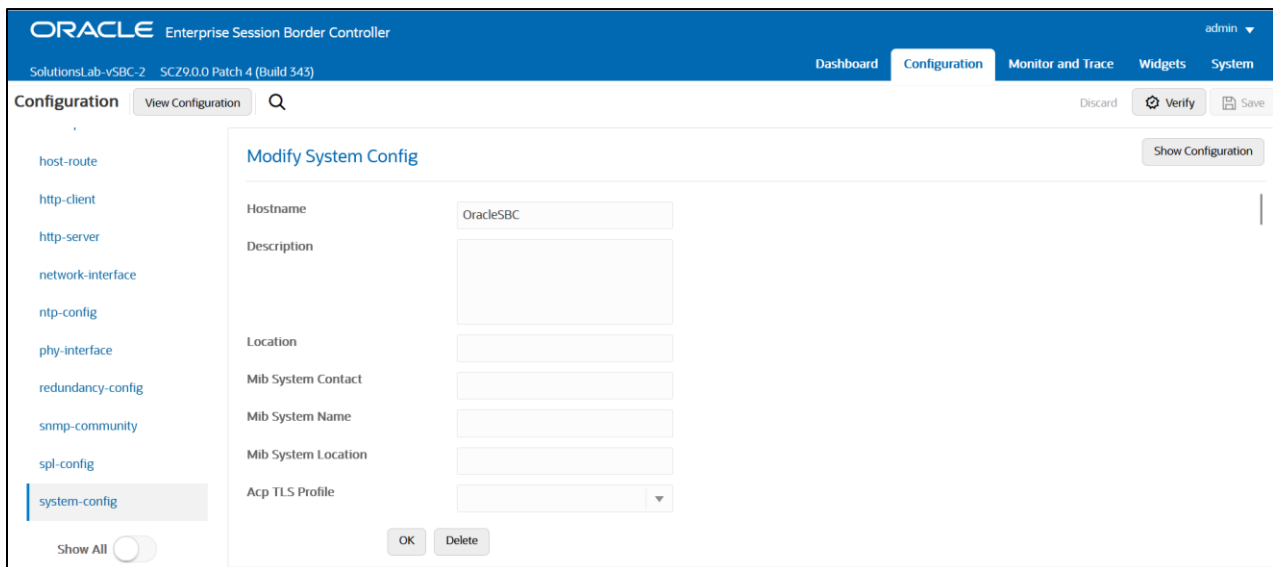 ORACLE Enterprise Session Border Controller
admin
SolutionsLab-vSBC-2 SCZ9.0.0 Patch 4 (Build 343)
Dashboard Configuration Monitor and Trace Widgets System
Configuration View Configuration Discard Verify Save
host-route
http-client
http-server
network-interface
ntp-config
phy-interface
redundancy-config
snmp-community
spl-config
system-config
Show All
Modify System Config Show Configuration
Hostname OracleSBC
Description
Location
Mib System Contact
Mib System Name
Mib System Location
Acp TLS Profile
OK Delete